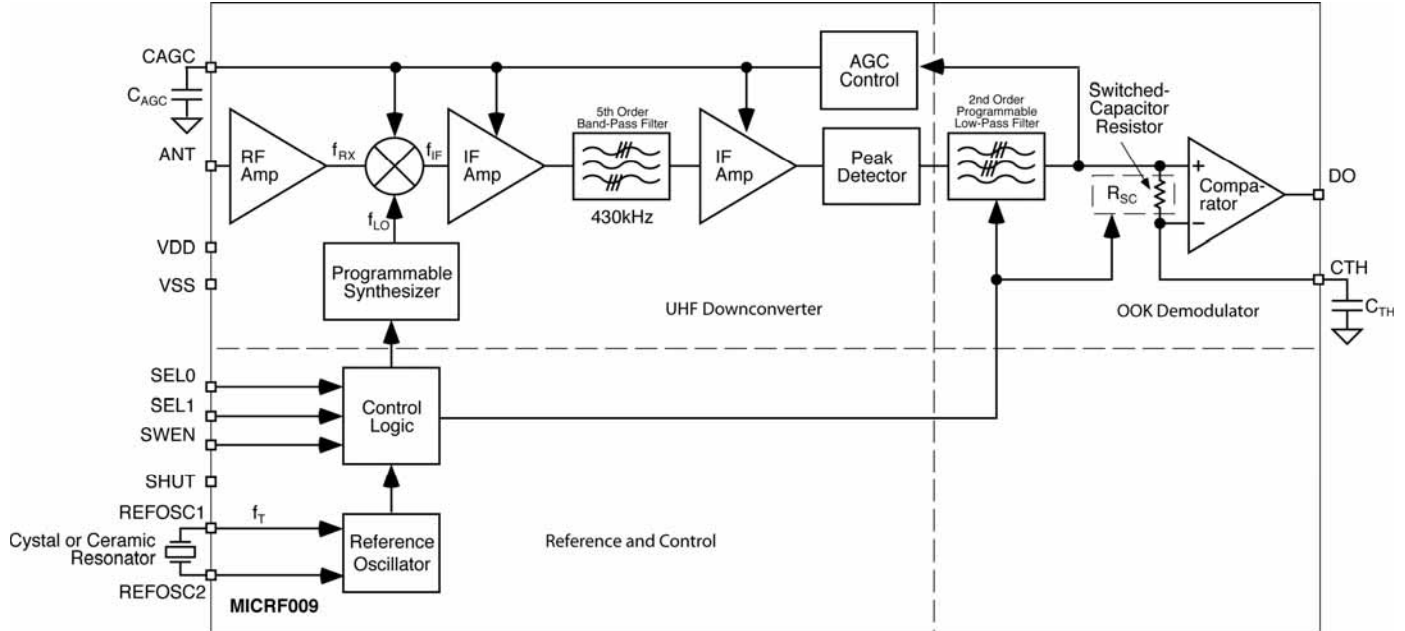 CAGC
C_AGC
ANT
RF
Amp
f_RX
f_IF
IF
Amp
5th Order
Band-Pass Filter
430kHz
IF
Amp
AGC
Control
Peak
Detector
2nd Order
Programmable
Low-Pass Filter
Switched-
Capacitor
Resistor
R_SC
+
−
Compa-
rator
DO
CTH
C_TH
f_LO
VDD
VSS
Programmable
Synthesizer
UHF Downconverter
OOK Demodulator
SEL0
SEL1
SWEN
Control
Logic
SHUT
REFOSC1
f_T
Cystal or Ceramic
Resonator
Reference
Oscillator
Reference and Control
REFOSC2
MICRF009